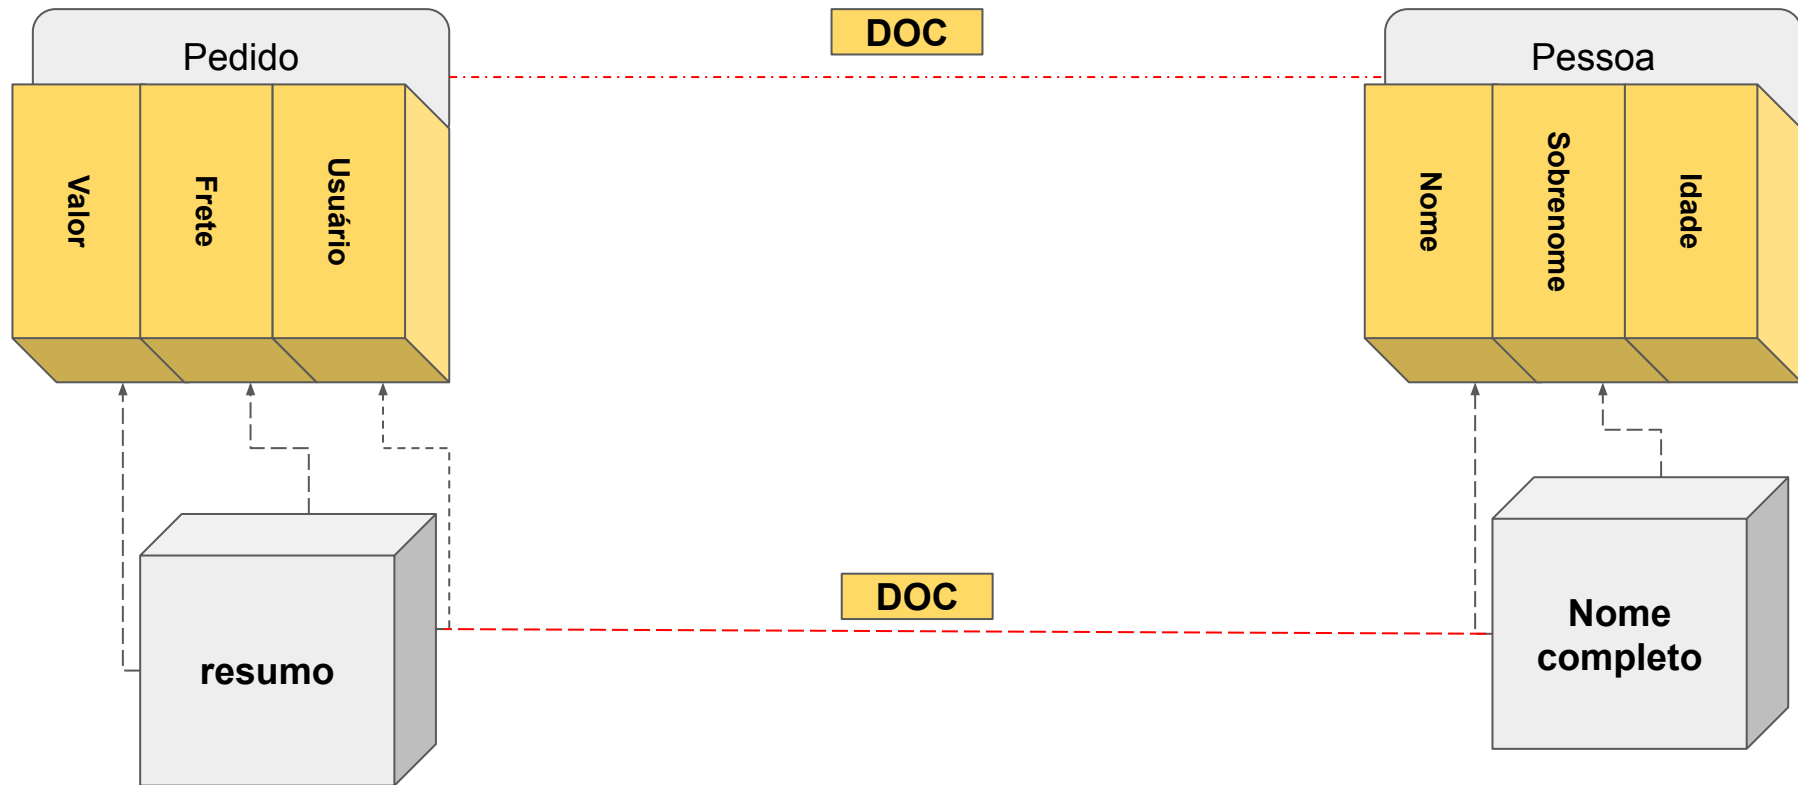 Pedido
DOC
Pessoa
Valor
Frete
Usuário
Nome
Sobrenome
Idade
DOC
resumo
Nome
completo